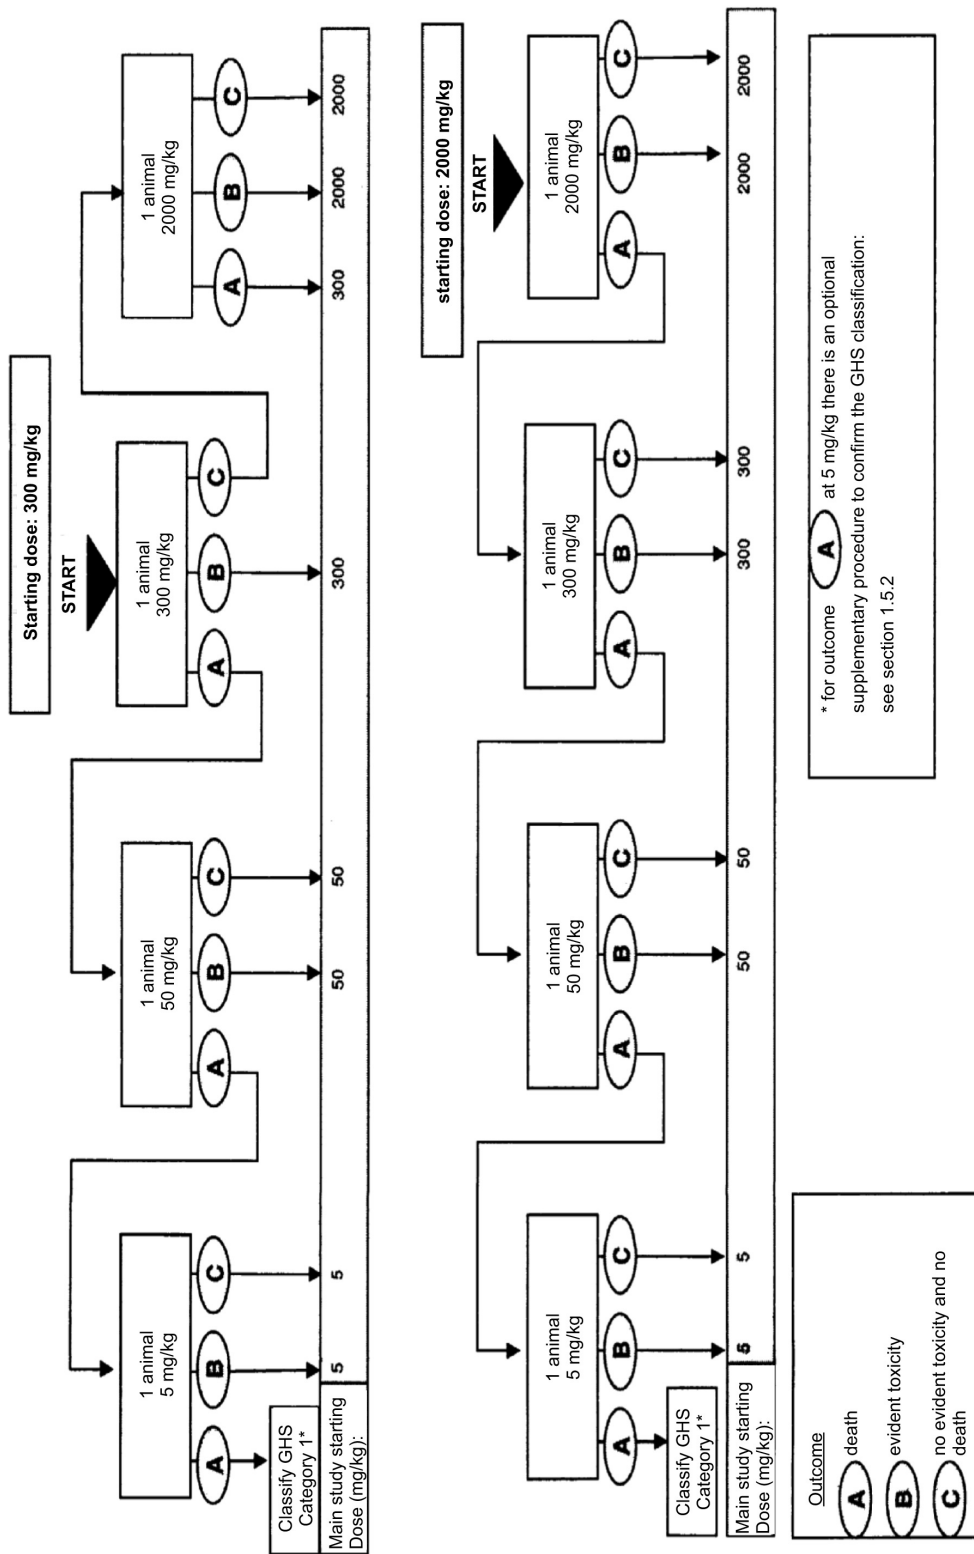 Starting dose: 300 mg/kg
START
1 animal
5 mg/kg
1 animal
50 mg/kg
1 animal
300 mg/kg
1 animal
2000 mg/kg
A
B
C
A
B
C
A
B
C
A
B
C
Classify GHS
Category 1*
Main study starting
Dose (mg/kg):
5
5
50
50
300
300
2000
2000
starting dose: 2000 mg/kg
START
1 animal
5 mg/kg
1 animal
50 mg/kg
1 animal
300 mg/kg
1 animal
2000 mg/kg
A
B
C
A
B
C
A
B
C
A
B
C
Classify GHS
Category 1*
Main study starting
Dose (mg/kg):
5
5
50
50
300
300
2000
2000
Outcome
A death
B evident toxicity
C no evident toxicity and no
death
* for outcome A at 5 mg/kg there is an optional
supplementary procedure to confirm the GHS classification:
see section 1.5.2